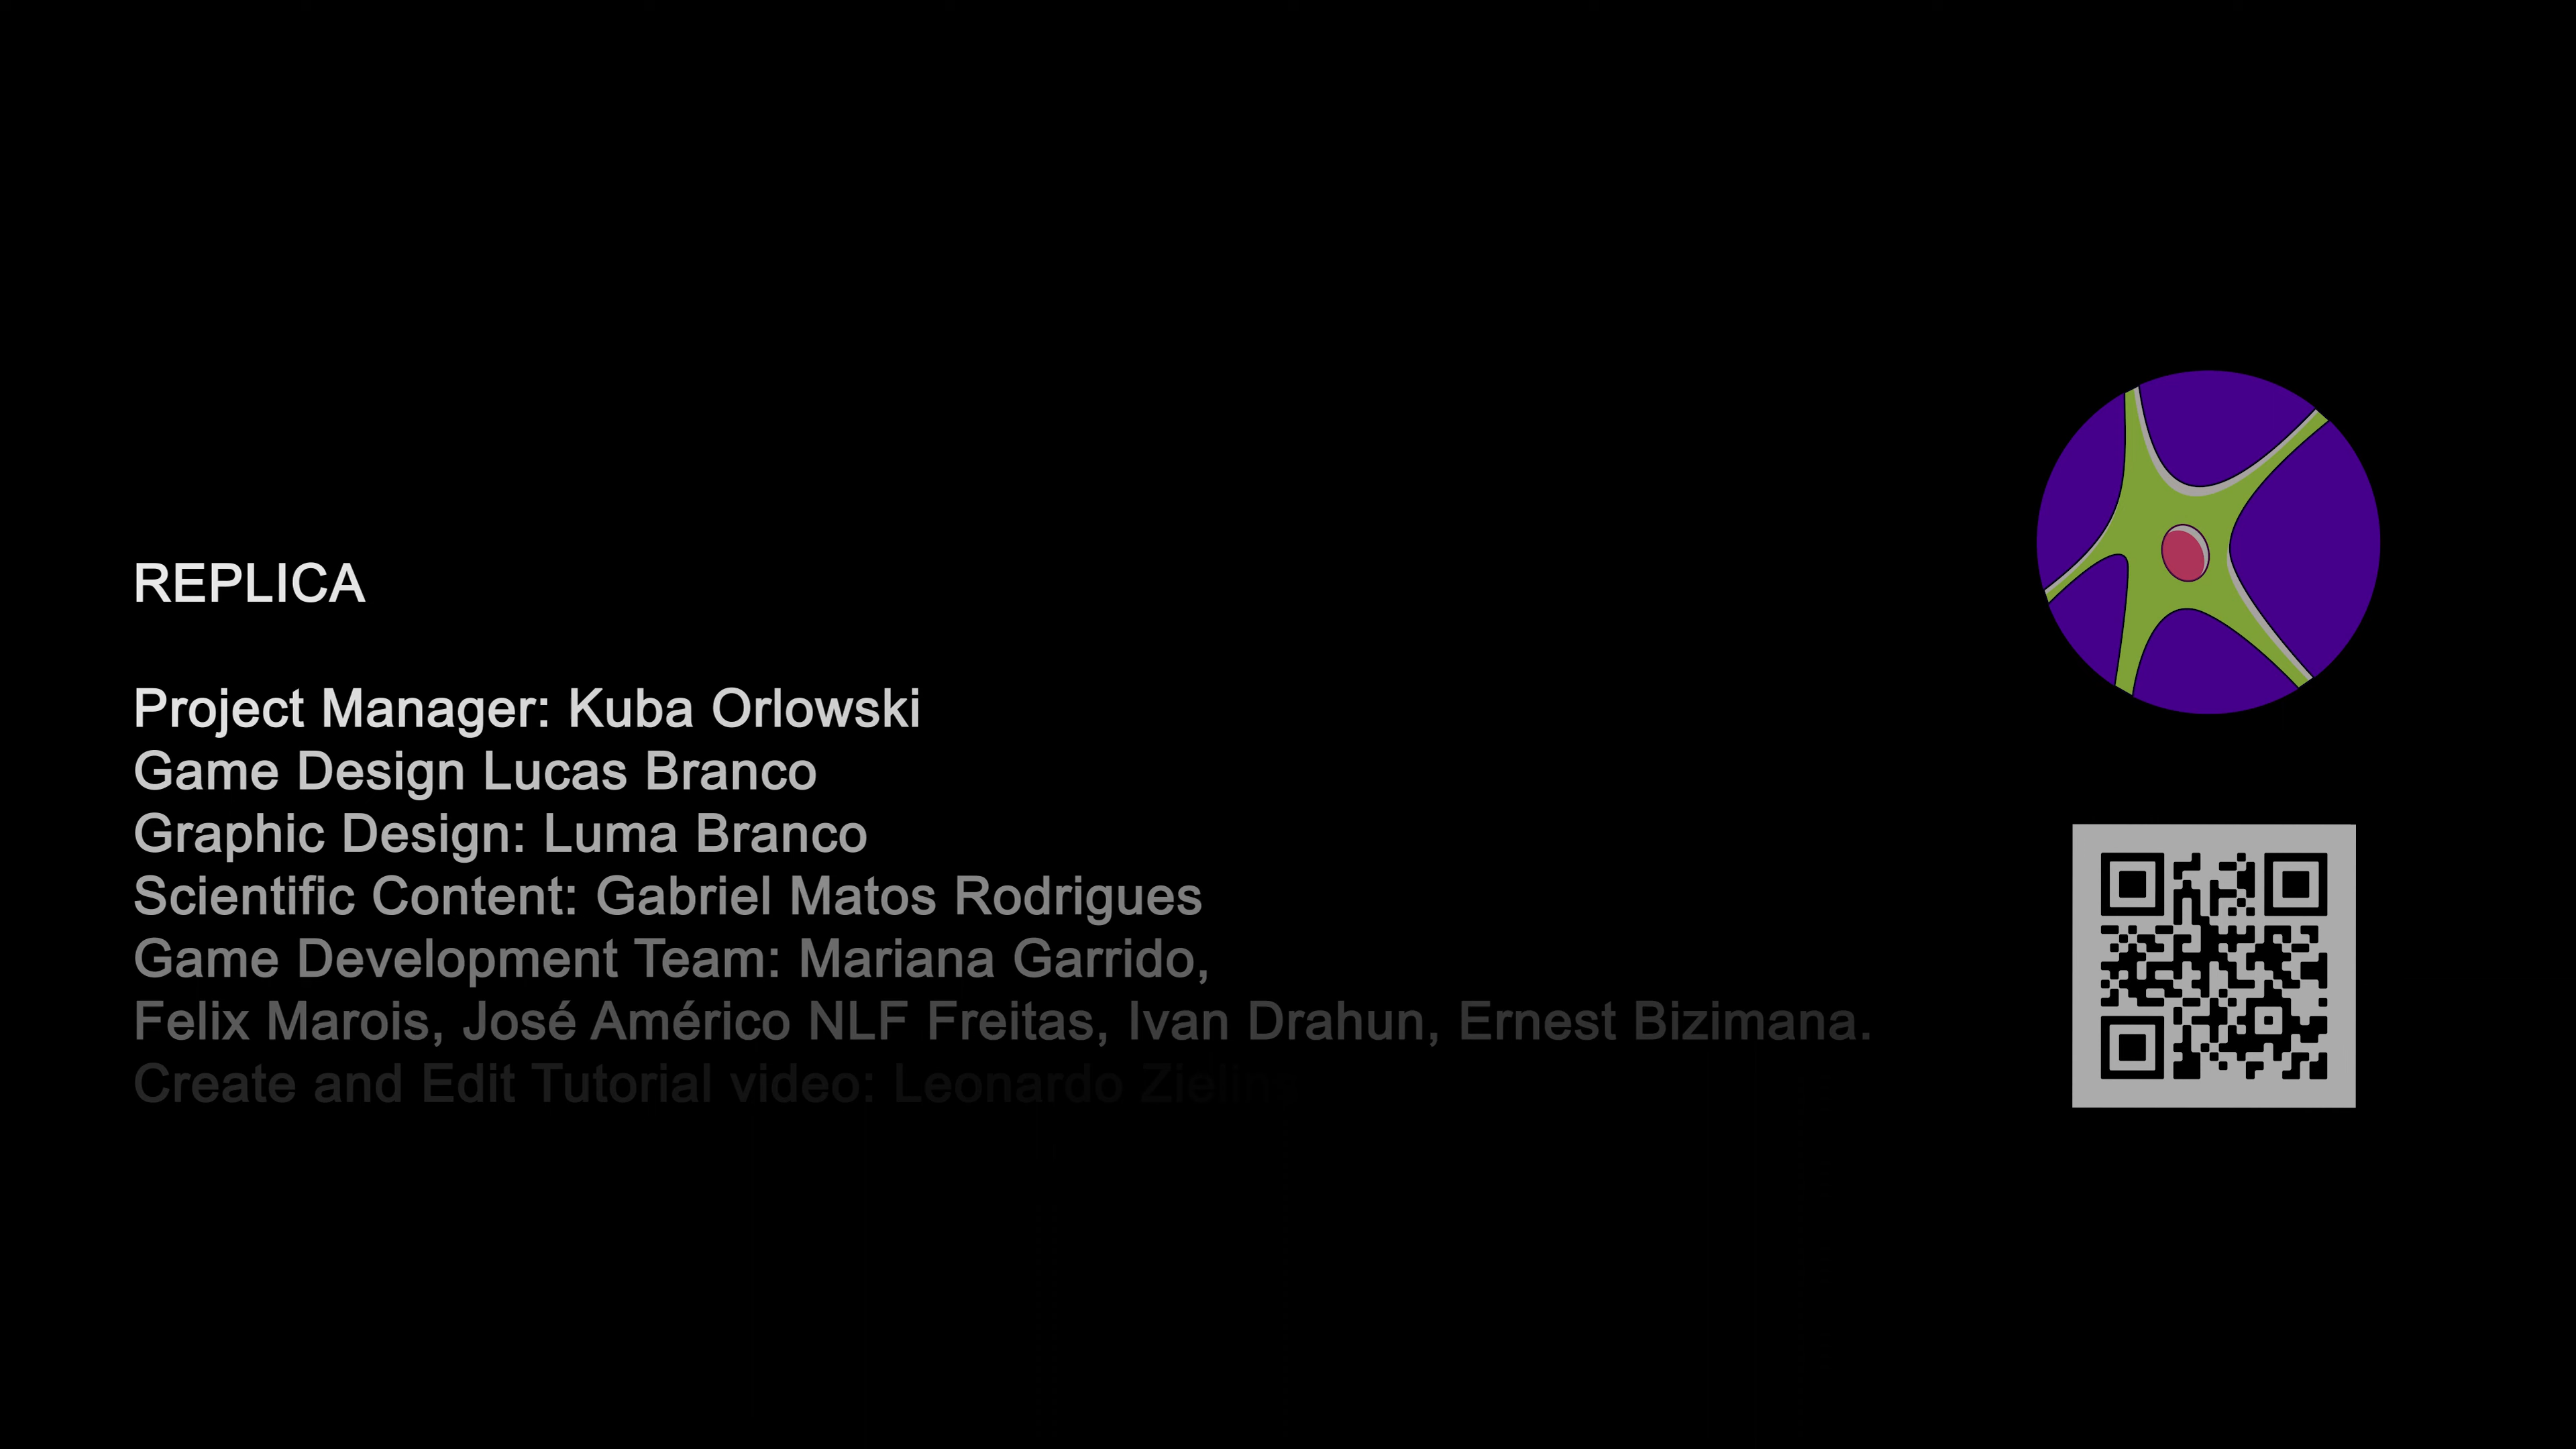 REPLICA
Project Manager: Kuba Orlowski
Game Design Lucas Branco
Graphic Design: Luma Branco
Scientific Content: Gabriel Matos Rodrigues
Game Development Team: Mariana Garrido,
Felix Marois, José Américo NLF Freitas, Ivan Drahun, Ernest Bizimana.
Create and Edit Tutorial video: Leonardo